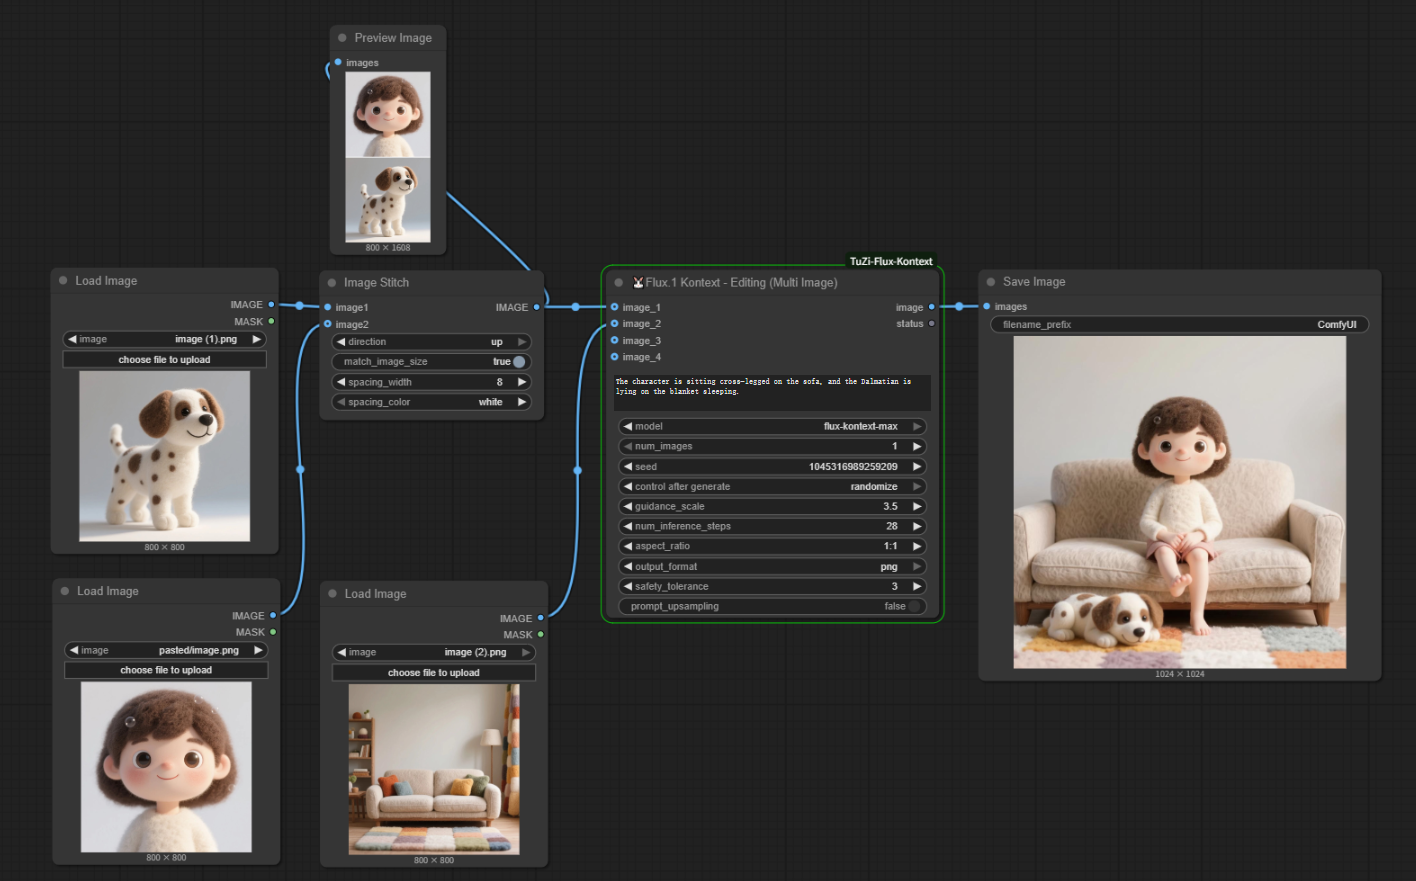 Preview Image
images
800 × 1608
Load Image
IMAGE
MASK
image image (1).png
choose file to upload
800 × 800
Image Stitch
image1 IMAGE
image2
direction up
match_image_size true
spacing_width 8
spacing_color white
TuZi-Flux-Kontext
Flux.1 Kontext - Editing (Multi Image)
image_1 image
image_2 status
image_3
image_4
The character is sitting cross-legged on the sofa, and the Dalmatian is
lying on the blanket sleeping.
model flux-kontext-max
num_images 1
seed 1045316989259209
control after generate randomize
guidance_scale 3.5
num_inference_steps 28
aspect_ratio 1:1
output_format png
safety_tolerance 3
prompt_upsampling false
Save Image
images
filename_prefix ComfyUI
1024 × 1024
Load Image
IMAGE
MASK
image pasted/image.png
choose file to upload
800 × 800
Load Image
IMAGE
MASK
image image (2).png
choose file to upload
800 × 800